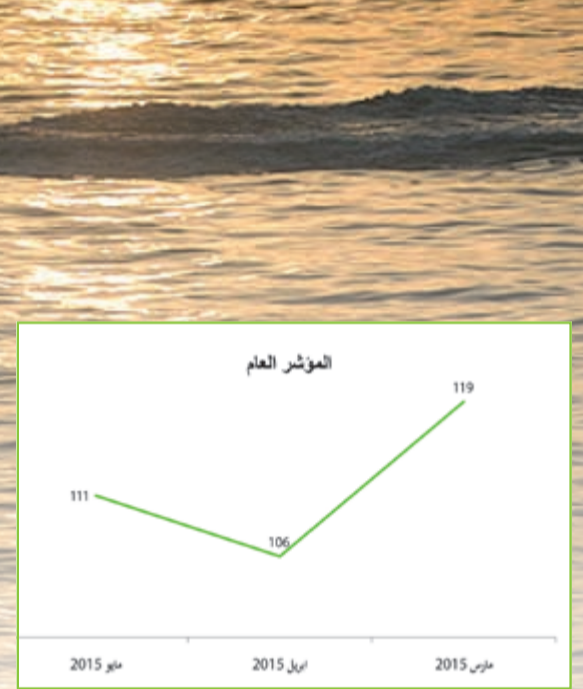 المؤشر العام
119
111
106
مارس 2015
ابريل 2015
مايو 2015